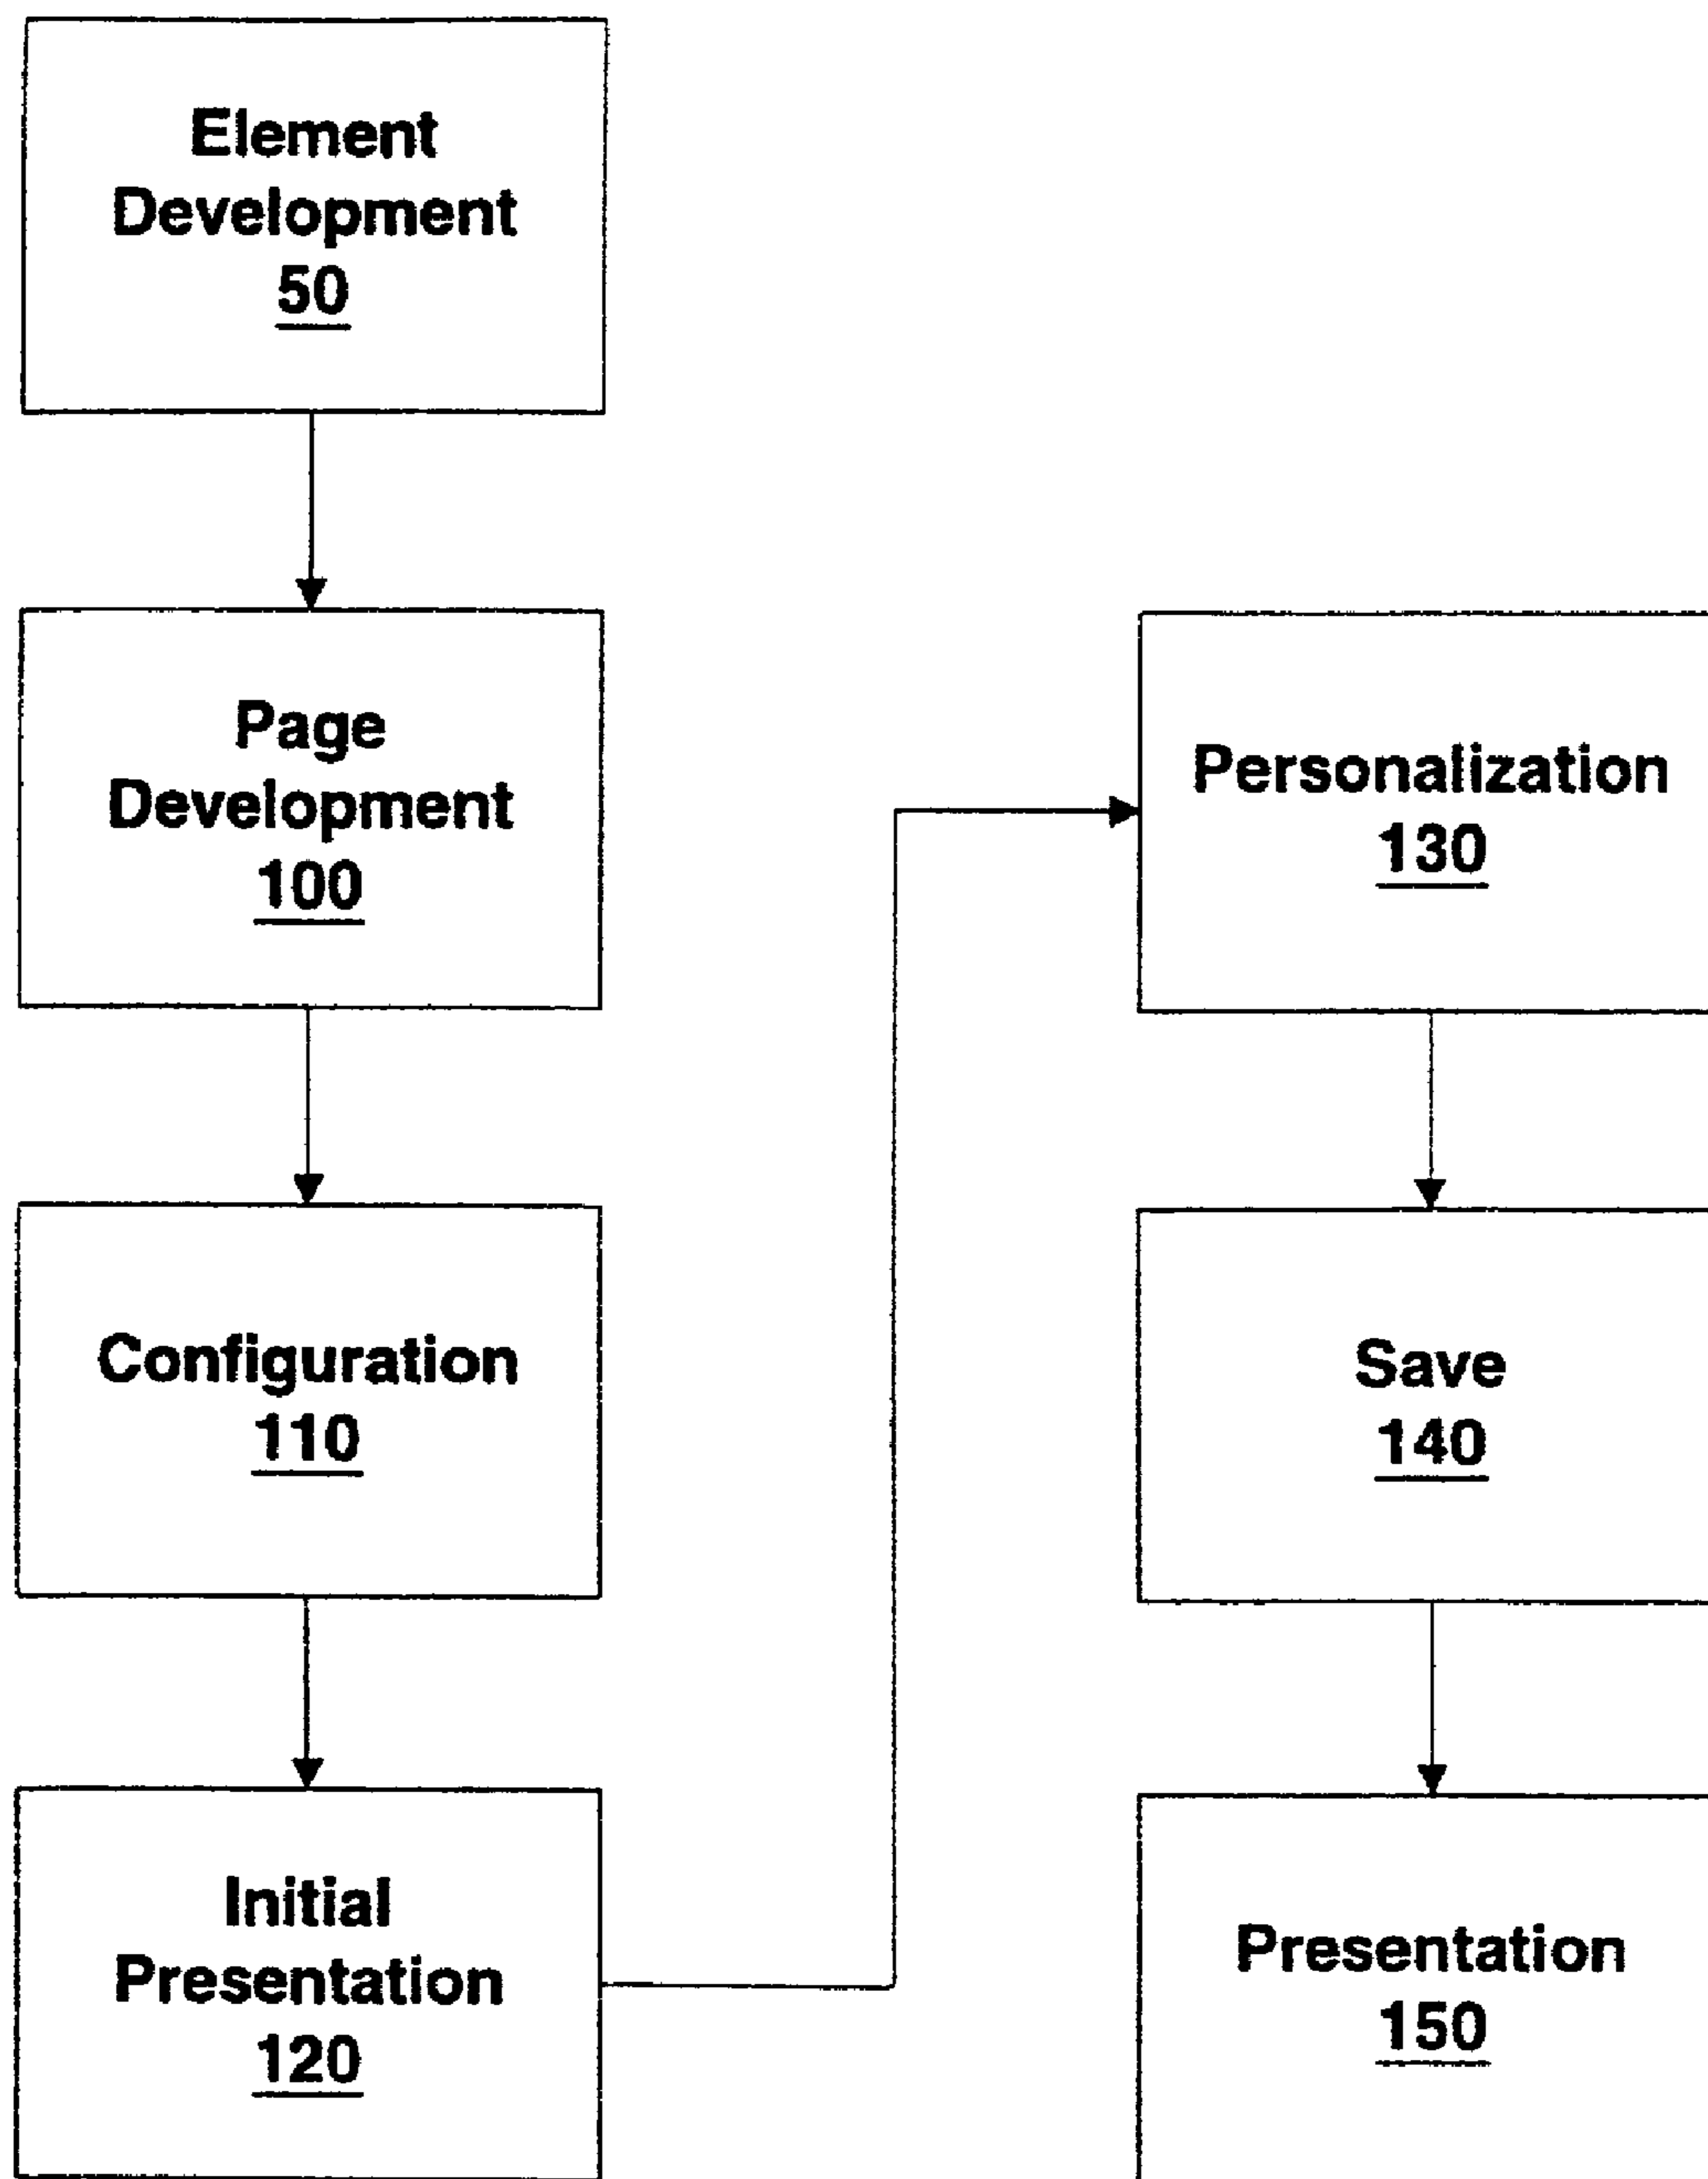 Element
Development
50
Page
Development
100
Configuration
110
Initial
Presentation
120
Personalization
130
Save
140
Presentation
150